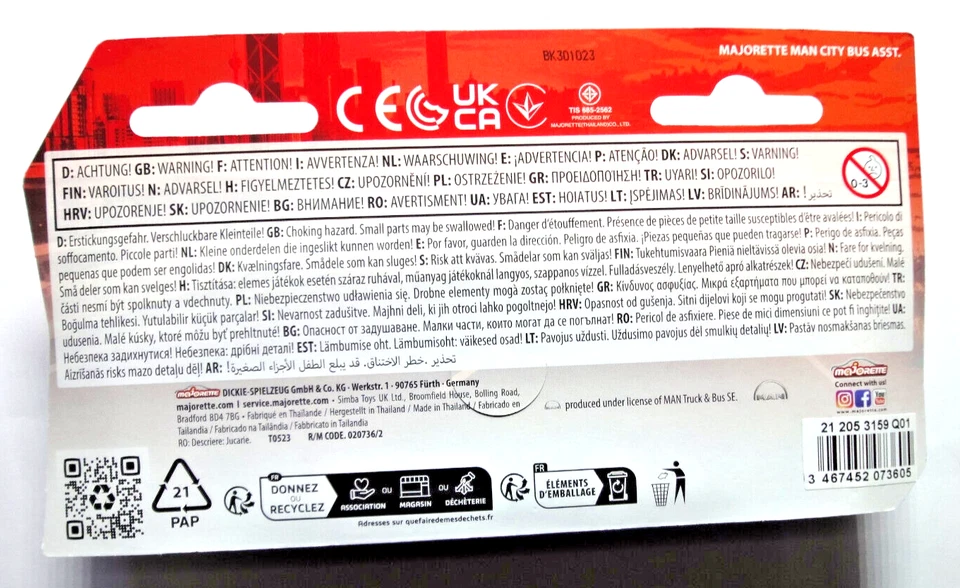 BK301023
MAJORETTE MAN CITY BUS ASST.
CE UK CA
TIS 685-2562
PRODUCED BY
MAJORETTE(THAILAND)CO., LTD.
D: ACHTUNG! GB: WARNING! F: ATTENTION! I: AVVERTENZA! NL: WAARSCHUWING! E: ¡ADVERTENCIA! P: ATENÇÃO! DK: ADVARSEL! S: VARNING!
FIN: VAROITUS! N: ADVARSEL! H: FIGYELMEZTETES! CZ: UPOZORNĚNÍ! PL: OSTRZEŻENIE! GR: ΠΡΟΕΙΔΟΠΟΙΗΣΗ! TR: UYARI! SI: OPOZORILO!
HRV: UPOZORENJE! SK: UPOZORNENIE! BG: ВНИМАНИЕ! RO: AVERTISMENT! UA: УВАГА! EST: HOIATUS! LT: ĮSPĖJIMAS! LV: BRĪDINĀJUMS! AR: تحذير!
0-3
D: Erstickungsgefahr. Verschluckbare Kleinteile! GB: Choking hazard. Small parts may be swallowed! F: Danger d'étouffement. Présence de pièces de petite taille susceptibles d'être avalées! I: Pericolo di
soffocamento. Piccole parti! NL: Kleine onderdelen die ingeslikt kunnen worden! E: Por favor, guarden la dirección. Peligro de asfixia. ¡Piezas pequeñas que pueden tragarse! P: Perigo de asfixia. Peças
pequenas que podem ser engolidas! DK: Kvælningsfare. Smådele som kan sluges! S: Risk att kvävas. Smådelar som kan sväljas! FIN: Tukehtumisvaara Pieniä nieltävissä olevia osia! N: Fare for kvelning.
Små deler som kan svelges! H: Tisztítása: elemes játékok esetén száraz ruhával, műanyag játékoknál langyos, szappanos vízzel. Fulladásveszély. Lenyelhető apró alkatrészek! CZ: Nebezpečí udušení. Malé
části nesmí být spolknuty a vdechnuty. PL: Niebezpieczenstwo udławienia się. Drobne elementy mogą zostać połknięte! GR: Κίνδυνος ασφυξίας. Μικρά εξαρτήματα που μπορεί να καταποθούν! TR:
Boğulma tehlikesi. Yutulabilir küçük parçalar! SI: Nevarnost zadušitve. Majhni deli, ki jih otroci lahko pogoltnejo! HRV: Opasnost od gušenja. Sitni dijelovi koji se mogu progutati! SK: Nebezpečenstvo
udusenia. Malé kúsky, ktoré môžu byť prehltnuté! BG: Опасност от задушаване. Малки части, които могат да се погълнат! RO: Pericol de asfixiere. Piese de mici dimensiuni ce pot fi înghițite! UA:
Небезпека задихнутися! Небезпека: дрібні деталі! EST: Lämbumise oht. Lämbumisoht: väikesed osad! LT: Pavojus uždusti. Uždusimo pavojus dėl smulkių detalių! LV: Pastāv nosmakšanas briesmas.
Aizrīšanās risks mazo detaļu dēļ! AR: تحذير .خطر الاختناق. قد يبلع الطفل الأجزاء الصغيرة!
majorette DICKIE-SPIELZEUG GmbH & Co. KG · Werkstr. 1 · 90765 Fürth · Germany
majorette.com I service.majorette.com · Simba Toys UK Ltd., Broomfield House, Bolling Road,
Bradford BD4 7BG · Fabriqué en Thaïlande / Hergestellt in Thailand / Made in Thailand / Fabricado en
Tailandia / Fabricado na Tailândia / Fabbricato in Tailandia
RO: Descriere: Jucarie. T0523 R/M CODE. 020736/2
produced under license of MAN Truck & Bus SE.
MAN
majorette
Connect with us!
You Tube
www.majorette.com
21 205 3159 Q01
3 467452 073605
21
PAP
FR
DONNEZ
OU
RECYCLEZ
ASSOCIATION
OU
MAGASIN
OU
DÉCHÈTERIE
Adresses sur quefairedemesdechets.fr
FR
ÉLÉMENTS
D'EMBALLAGE